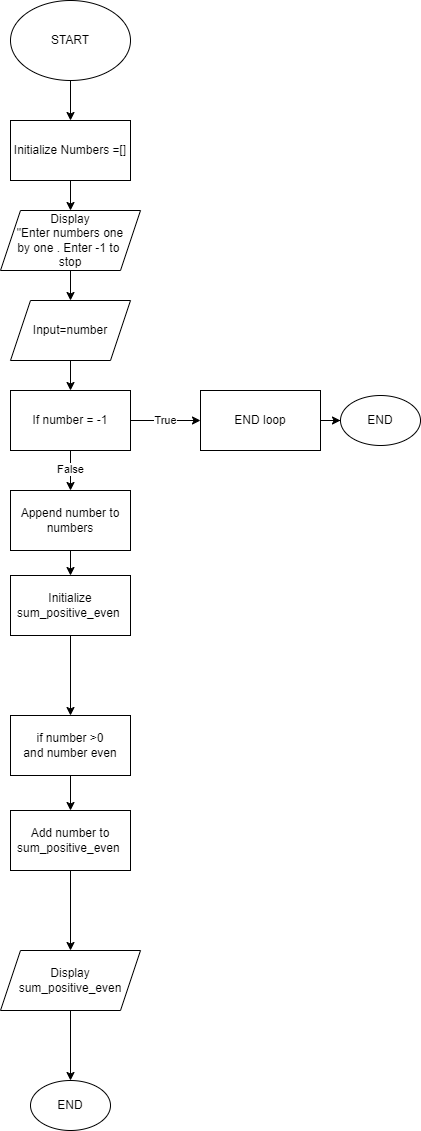 START
Initialize Numbers =[]
Display
"Enter numbers one
by one . Enter -1 to
stop
Input=number
If number = -1
True
END loop
END
False
Append number to
numbers
Initialize
sum_positive_even
if number >0
and number even
Add number to
sum_positive_even
Display
sum_positive_even
END